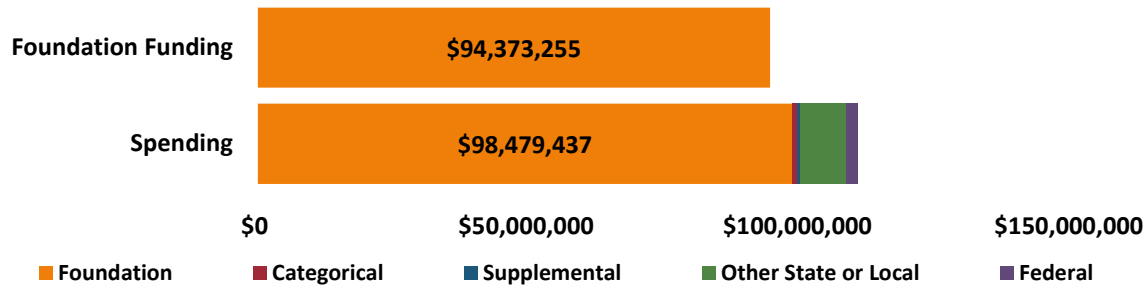 Foundation Funding
$94,373,255
Spending
$98,479,437
$0 $50,000,000 $100,000,000 $150,000,000
Foundation Categorical Supplemental Other State or Local Federal